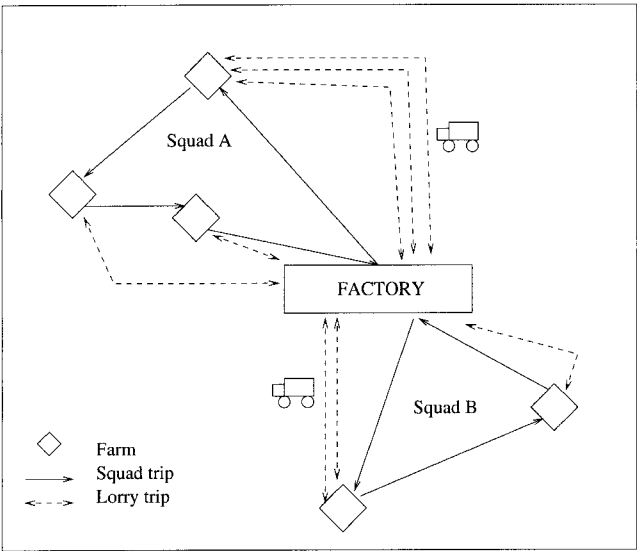 Squad A
FACTORY
Squad B
Farm
Squad trip
Lorry trip